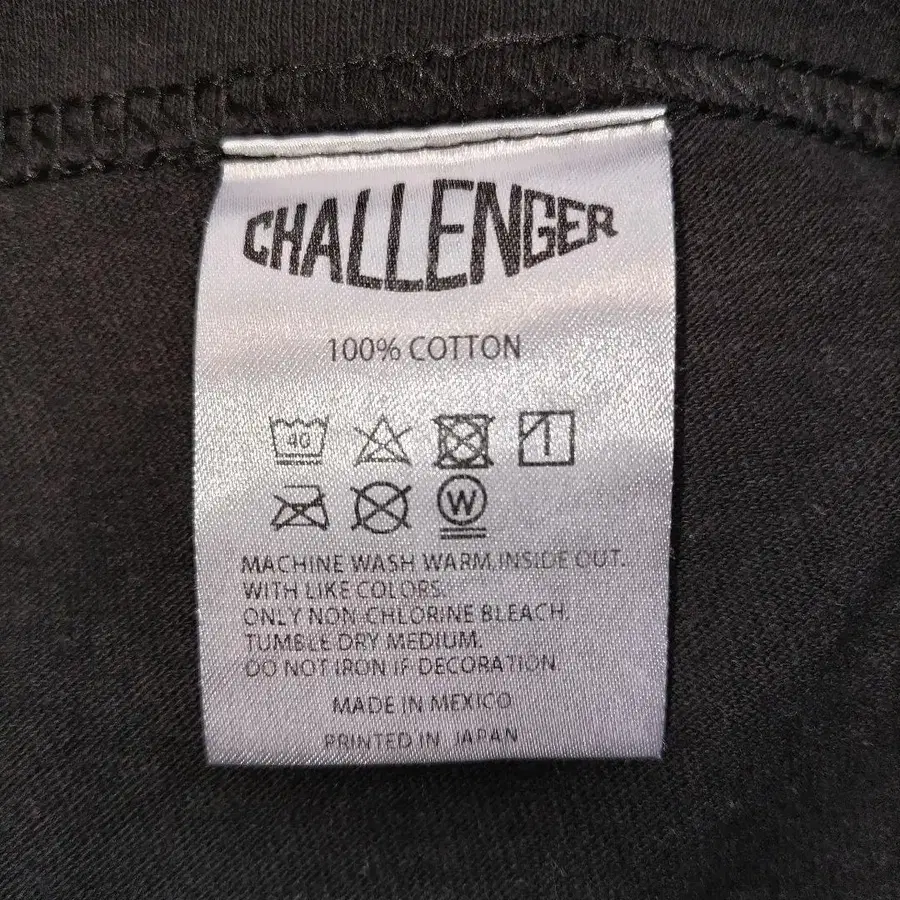 CHALLENGER
100% COTTON
40
W
MACHINE WASH WARM, INSIDE OUT.
WITH LIKE COLORS.
ONLY NON-CHLORINE BLEACH.
TUMBLE DRY MEDIUM.
DO NOT IRON IF DECORATION.
MADE IN MEXICO
PRINTED IN JAPAN